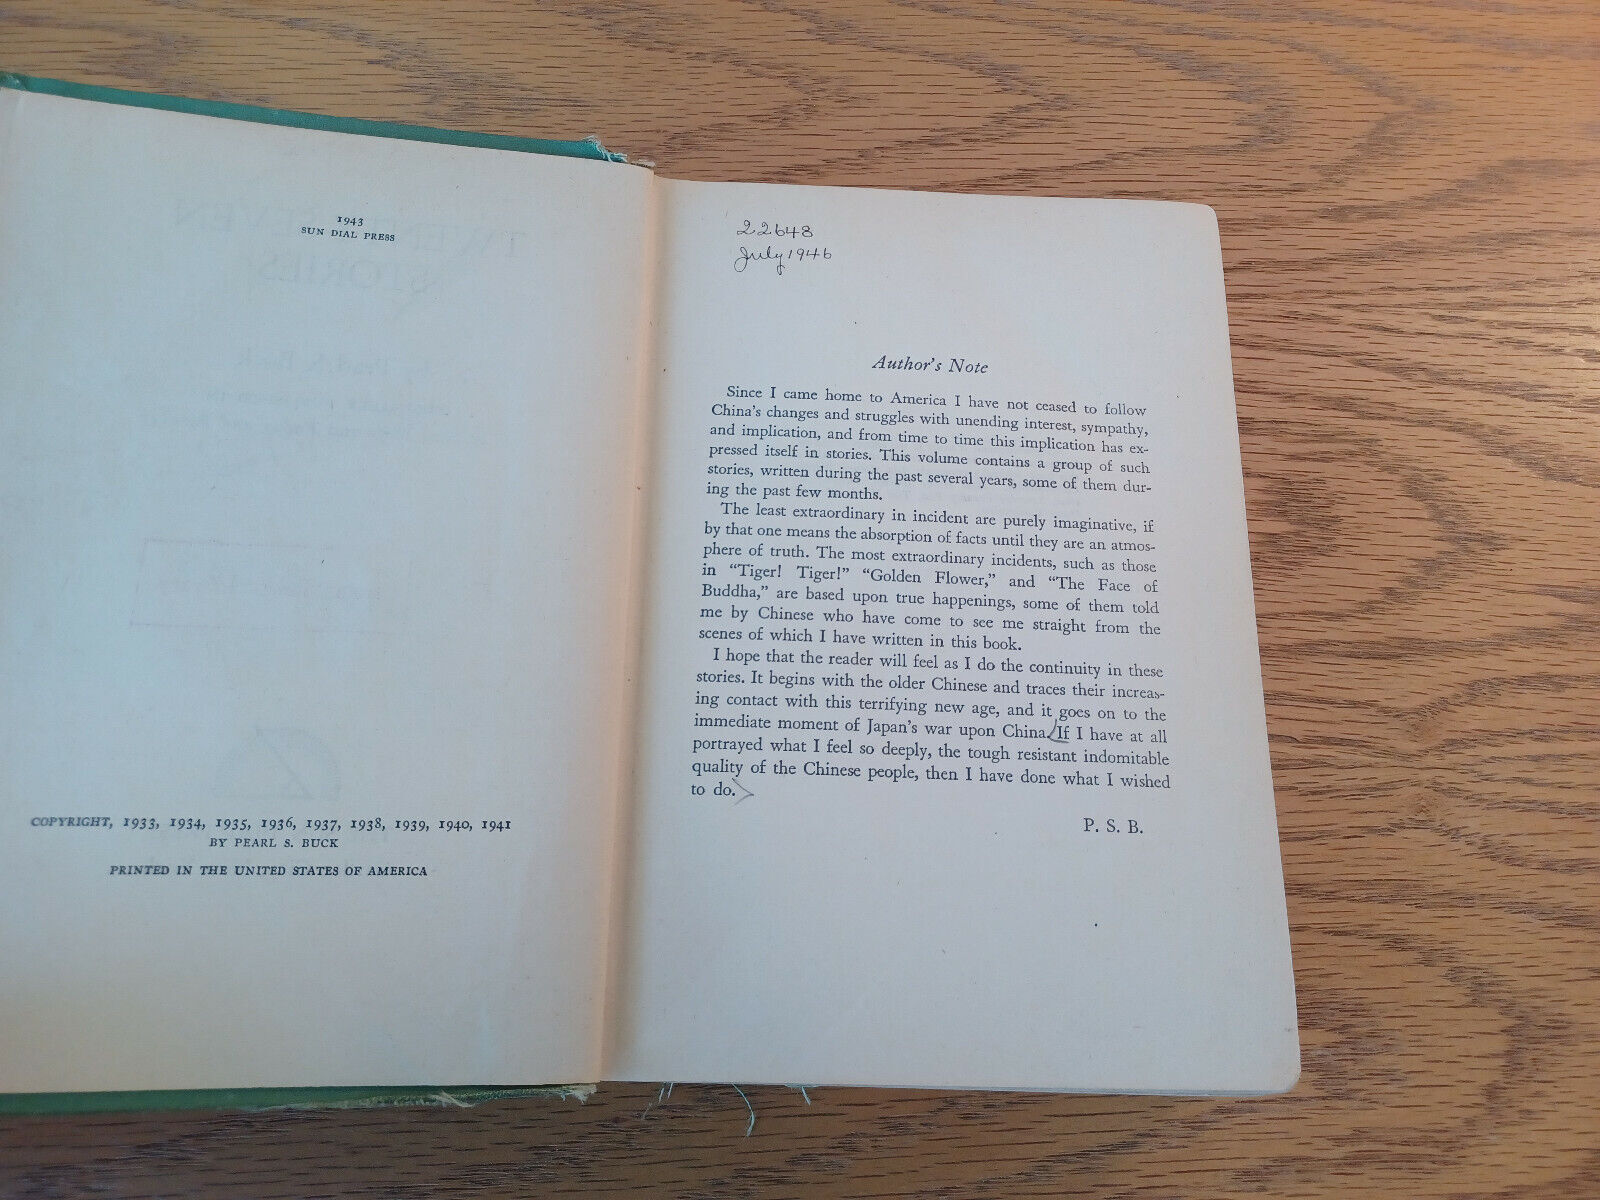 1943
SUN DIAL PRESS
COPYRIGHT, 1933, 1934, 1935, 1936, 1937, 1938, 1939, 1940, 1941
BY PEARL S. BUCK
PRINTED IN THE UNITED STATES OF AMERICA
22648
July 1946
Author's Note
Since I came home to America I have not ceased to follow
China's changes and struggles with unending interest, sympathy,
and implication, and from time to time this implication has ex-
pressed itself in stories. This volume contains a group of such
stories, written during the past several years, some of them dur-
ing the past few months.
The least extraordinary in incident are purely imaginative, if
by that one means the absorption of facts until they are an atmos-
phere of truth. The most extraordinary incidents, such as those
in “Tiger! Tiger!” “Golden Flower,” and “The Face of
Buddha,” are based upon true happenings, some of them told
me by Chinese who have come to see me straight from the
scenes of which I have written in this book.
I hope that the reader will feel as I do the continuity in these
stories. It begins with the older Chinese and traces their increas-
ing contact with this terrifying new age, and it goes on to the
immediate moment of Japan's war upon China. If I have at all
portrayed what I feel so deeply, the tough resistant indomitable
quality of the Chinese people, then I have done what I wished
to do.
P. S. B.